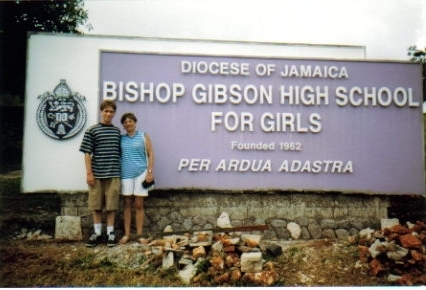 DIOCESE OF JAMAICA
BISHOP GIBSON HIGH SCHOOL
FOR GIRLS
Founded 1962
PER ARDUA ADASTRA